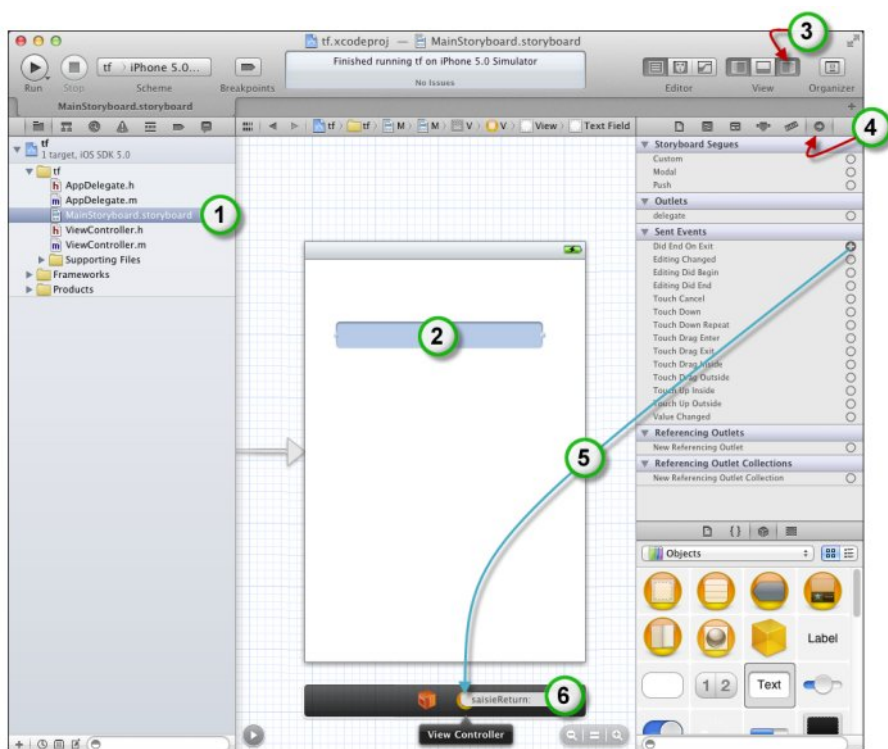 tf.xcodeproj — MainStoryboard.storyboard
3
tf iPhone 5.0...
Finished running tf on iPhone 5.0 Simulator
No Issues
Run Stop Scheme Breakpoints
Editor View Organizer
MainStoryboard.storyboard
+
tf tf M M V V View Text Field
4
tf
1 target, iOS SDK 5.0
tf
h AppDelegate.h
m AppDelegate.m
MainStoryboard.storyboard
1
h ViewController.h
m ViewController.m
Supporting Files
Frameworks
Products
2
5
saisieReturn:
6
View Controller
Storyboard Segues
Custom
Modal
Push
Outlets
delegate
Sent Events
Did End On Exit
Editing Changed
Editing Did Begin
Editing Did End
Touch Cancel
Touch Down
Touch Down Repeat
Touch Drag Enter
Touch Drag Exit
Touch Drag Inside
Touch Drag Outside
Touch Up Inside
Touch Up Outside
Value Changed
Referencing Outlets
New Referencing Outlet
Referencing Outlet Collections
New Referencing Outlet Collection
{}
Objects
Label
1 2 Text
+